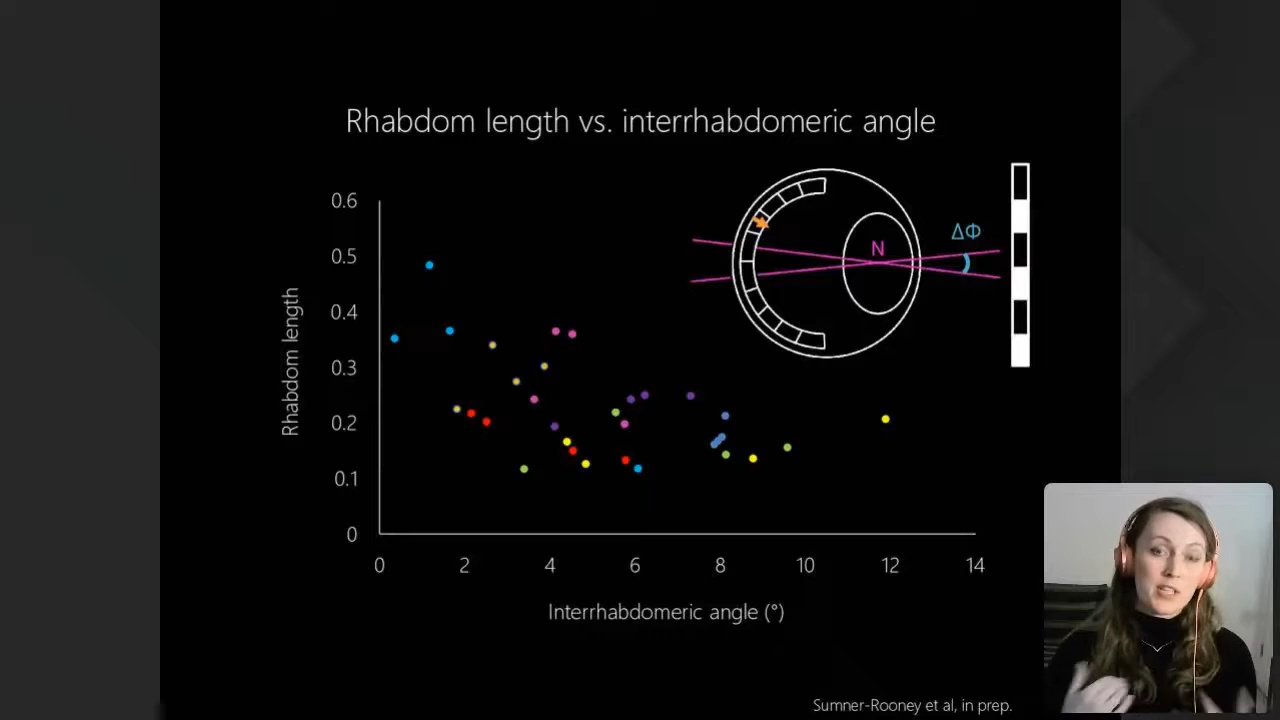 Rhabdom length vs. interrhabdomeric angle
0.6
0.5
0.4
0.3
0.2
0.1
0
Rhabdom length
0
2
4
6
8
10
12
14
Interrhabdomeric angle (°)
N
ΔΦ
Sumner-Rooney et al, in prep.